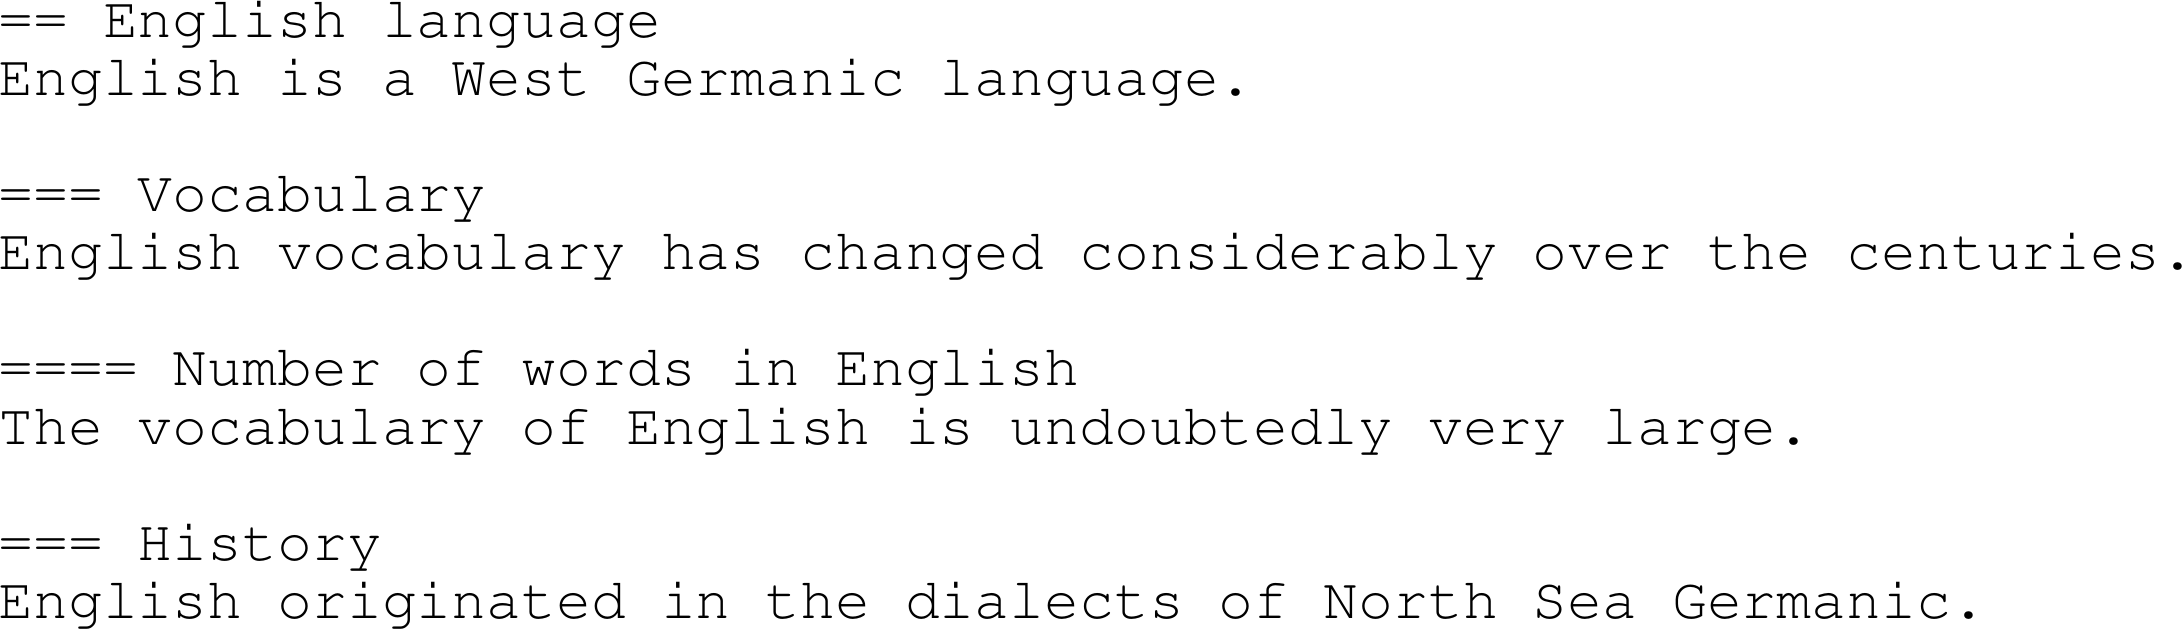 == English language
English is a West Germanic language.

=== Vocabulary
English vocabulary has changed considerably over the centuries.

==== Number of words in English
The vocabulary of English is undoubtedly very large.

=== History
English originated in the dialects of North Sea Germanic.